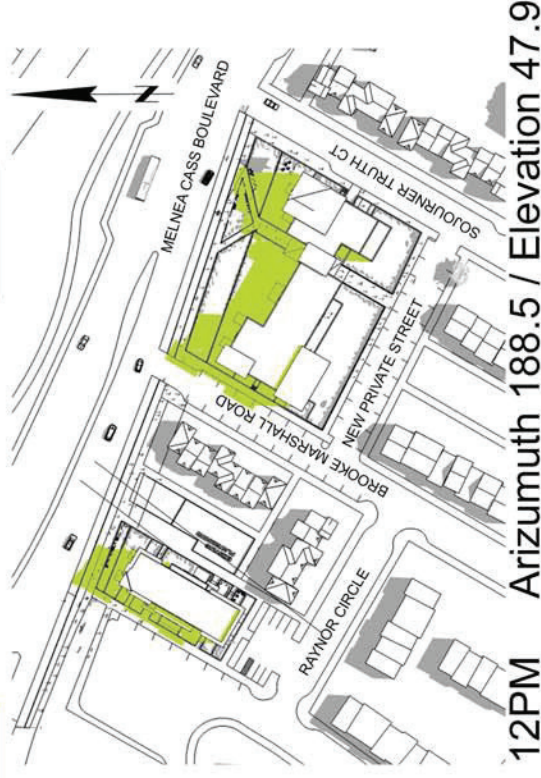 N
MELNEA CASS BOULEVARD
SOJOURNER TRUTH CT
BROOKE MARSHALL ROAD
NEW PRIVATE STREET
RAYNOR CIRCLE
12PM Arizumuth 188.5 / Elevation 47.9